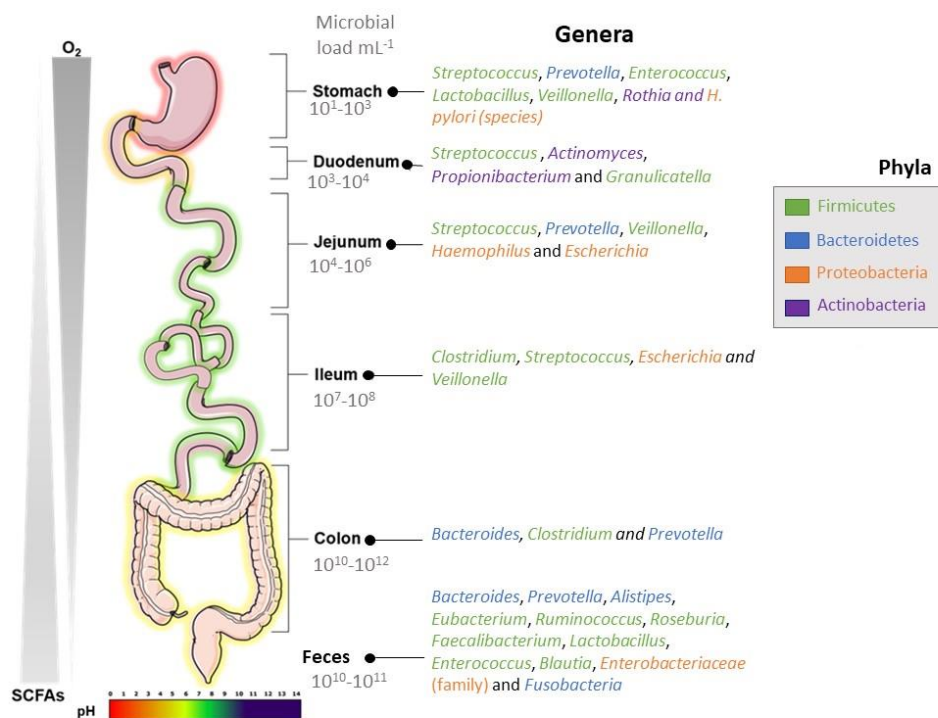 Microbial
load mL⁻¹
Genera
O₂
Stomach
10¹-10³
Streptococcus, Prevotella, Enterococcus,
Lactobacillus, Veillonella, Rothia and H.
pylori (species)
Duodenum
10³-10⁴
Streptococcus , Actinomyces,
Propionibacterium and Granulicatella
Phyla
Firmicutes
Bacteroidetes
Proteobacteria
Actinobacteria
Jejunum
10⁴-10⁶
Streptococcus, Prevotella, Veillonella,
Haemophilus and Escherichia
Ileum
10⁷-10⁸
Clostridium, Streptococcus, Escherichia and
Veillonella
Colon
10¹⁰-10¹²
Bacteroides, Clostridium and Prevotella
Feces
10¹⁰-10¹¹
Bacteroides, Prevotella, Alistipes,
Eubacterium, Ruminococcus, Roseburia,
Faecalibacterium, Lactobacillus,
Enterococcus, Blautia, Enterobacteriaceae
(family) and Fusobacteria
SCFAs
pH
0 1 2 3 4 5 6 7 8 9 10 11 12 13 14